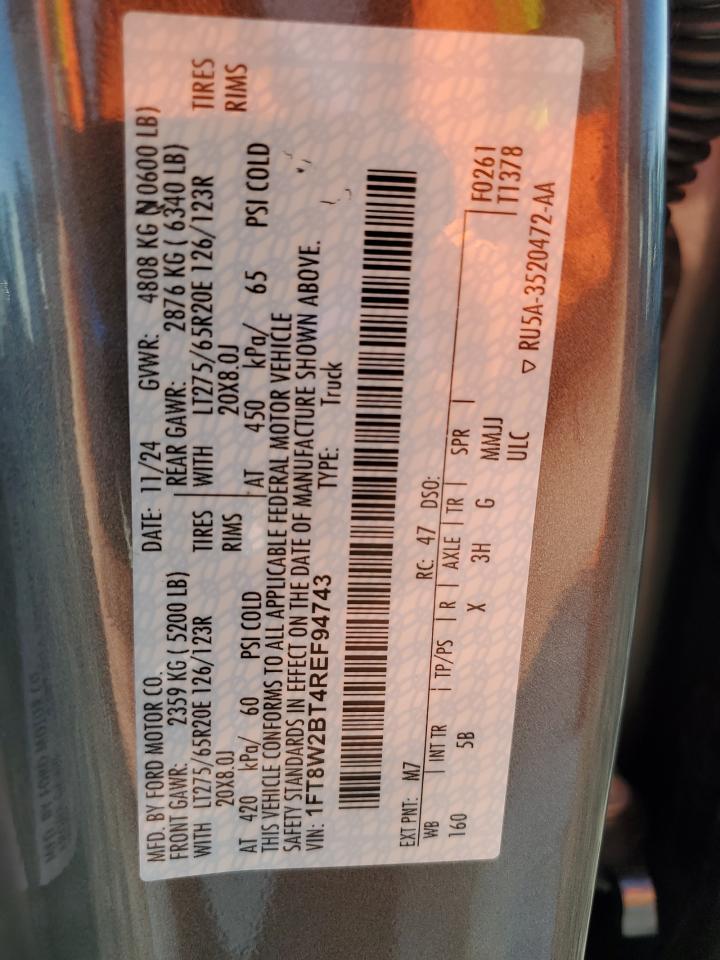 MFD. BY FORD MOTOR CO.
DATE: 11/24 GVWR: 4808 KG (10600 LB)
FRONT GAWR: 2359 KG ( 5200 LB)
REAR GAWR: 2876 KG ( 6340 LB)
WITH LT275/65R20E 126/123R TIRES
WITH LT275/65R20E 126/123R TIRES
20X8.0J RIMS
20X8.0J RIMS
AT 420 kPa/ 60 PSI COLD
AT 450 kPa/ 65 PSI COLD
THIS VEHICLE CONFORMS TO ALL APPLICABLE FEDERAL MOTOR VEHICLE
SAFETY STANDARDS IN EFFECT ON THE DATE OF MANUFACTURE SHOWN ABOVE.
VIN: 1FT8W2BT4REF94743 TYPE: Truck
EXT PNT: M7 RC: 47 DSO:
F0261
WB INT TR TP/PS R AXLE TR SPR
T1378
160 5B X 3H G MMJJ
ULC
▽ RU5A-3520472-AA